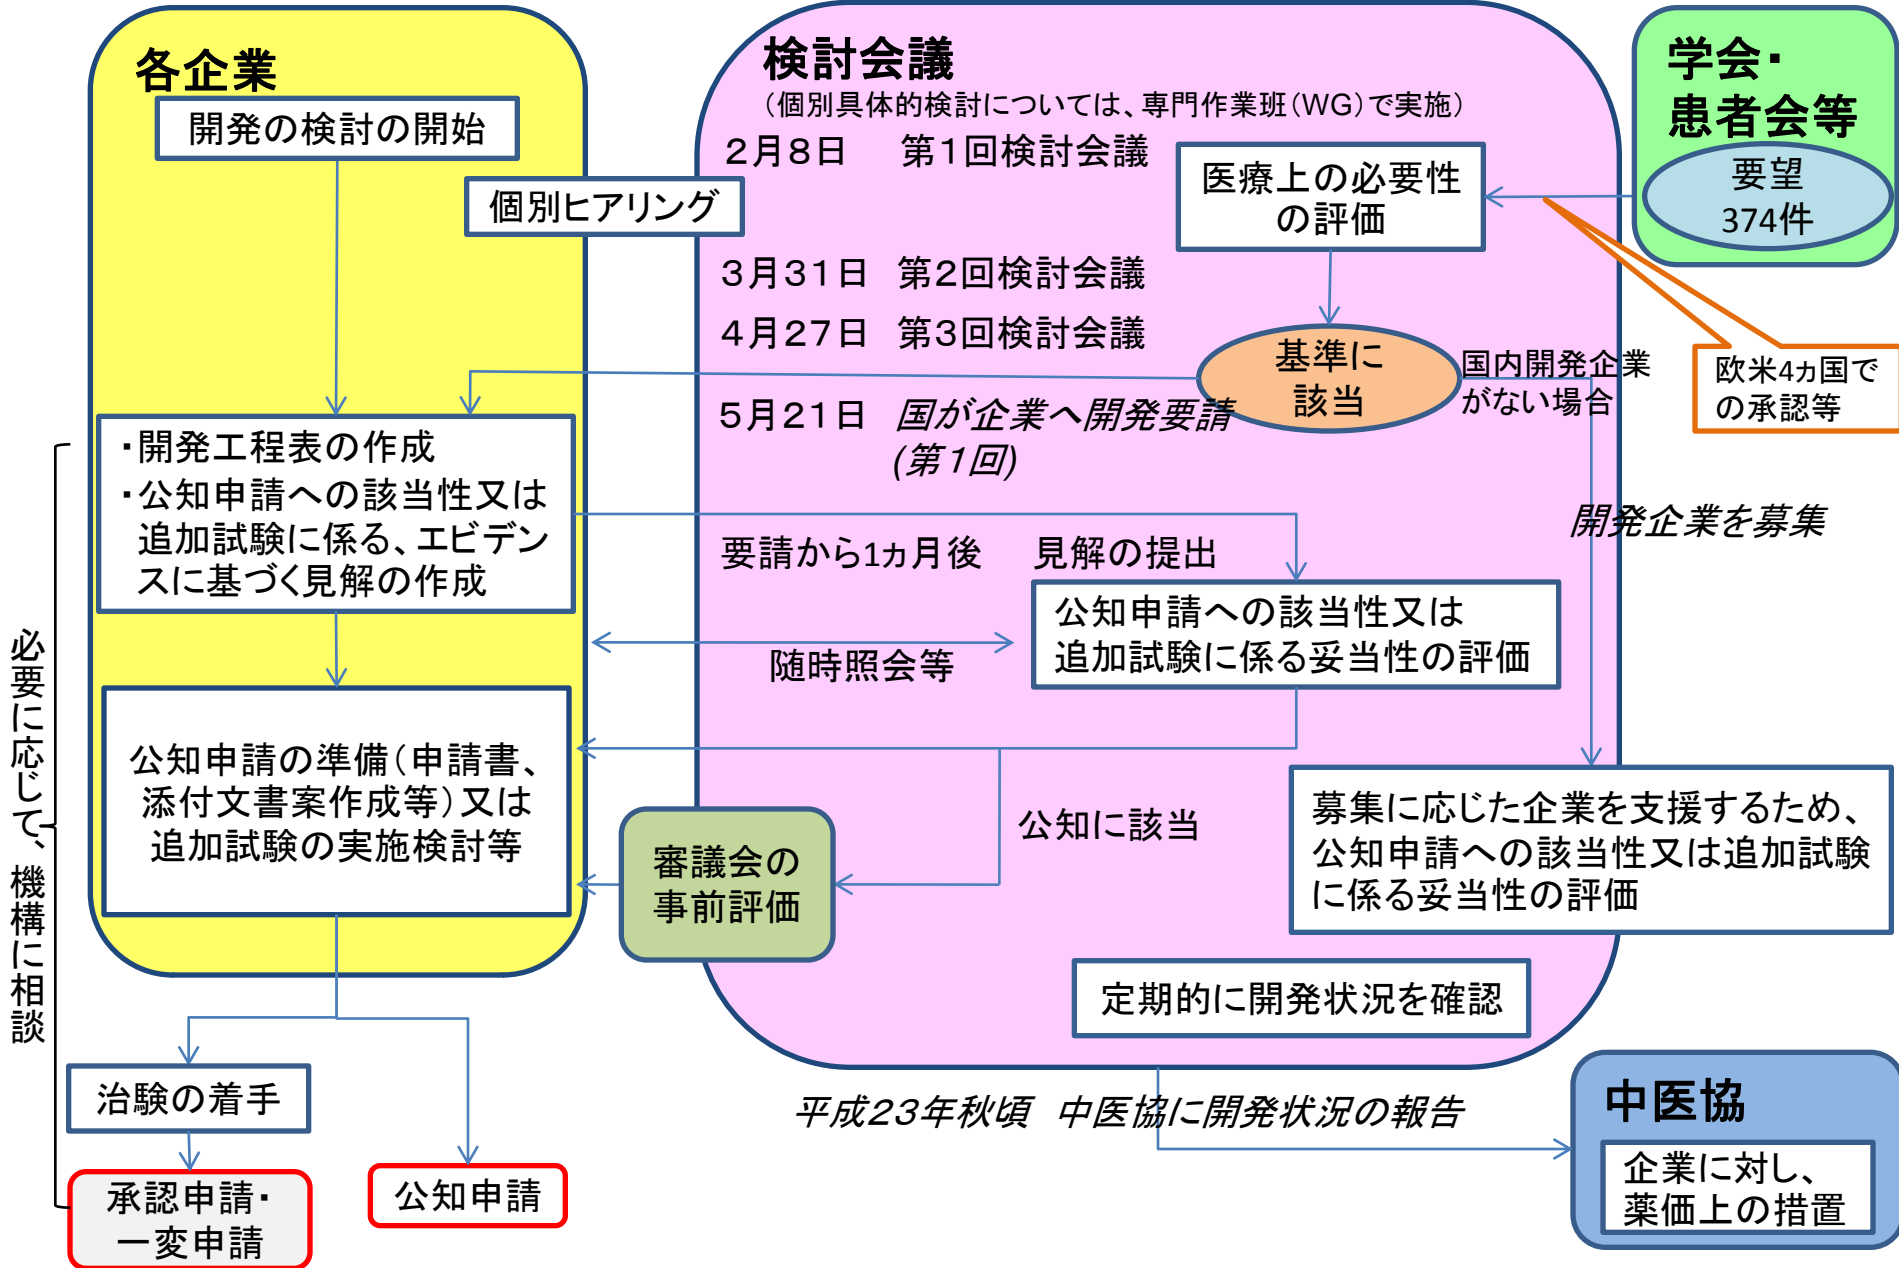 各企業
開発の検討の開始
個別ヒアリング
・開発工程表の作成
・公知申請への該当性又は
追加試験に係る、エビデン
スに基づく見解の作成
公知申請の準備（申請書、
添付文書案作成等）又は
追加試験の実施検討等
必要に応じて、機構に相談
治験の着手
承認申請・
一変申請
公知申請
検討会議
（個別具体的検討については、専門作業班（WG）で実施）
２月８日　第１回検討会議
医療上の必要性
の評価
３月３１日　第２回検討会議
４月２７日　第３回検討会議
基準に
該当
国内開発企業
がない場合
５月２１日　国が企業へ開発要請
(第１回)
開発企業を募集
要請から1ヵ月後　見解の提出
公知申請への該当性又は
追加試験に係る妥当性の評価
随時照会等
公知に該当
審議会の
事前評価
募集に応じた企業を支援するため、
公知申請への該当性又は追加試験
に係る妥当性の評価
定期的に開発状況を確認
平成２３年秋頃　中医協に開発状況の報告
学会・
患者会等
要望
374件
欧米4ヵ国で
の承認等
中医協
企業に対し、
薬価上の措置